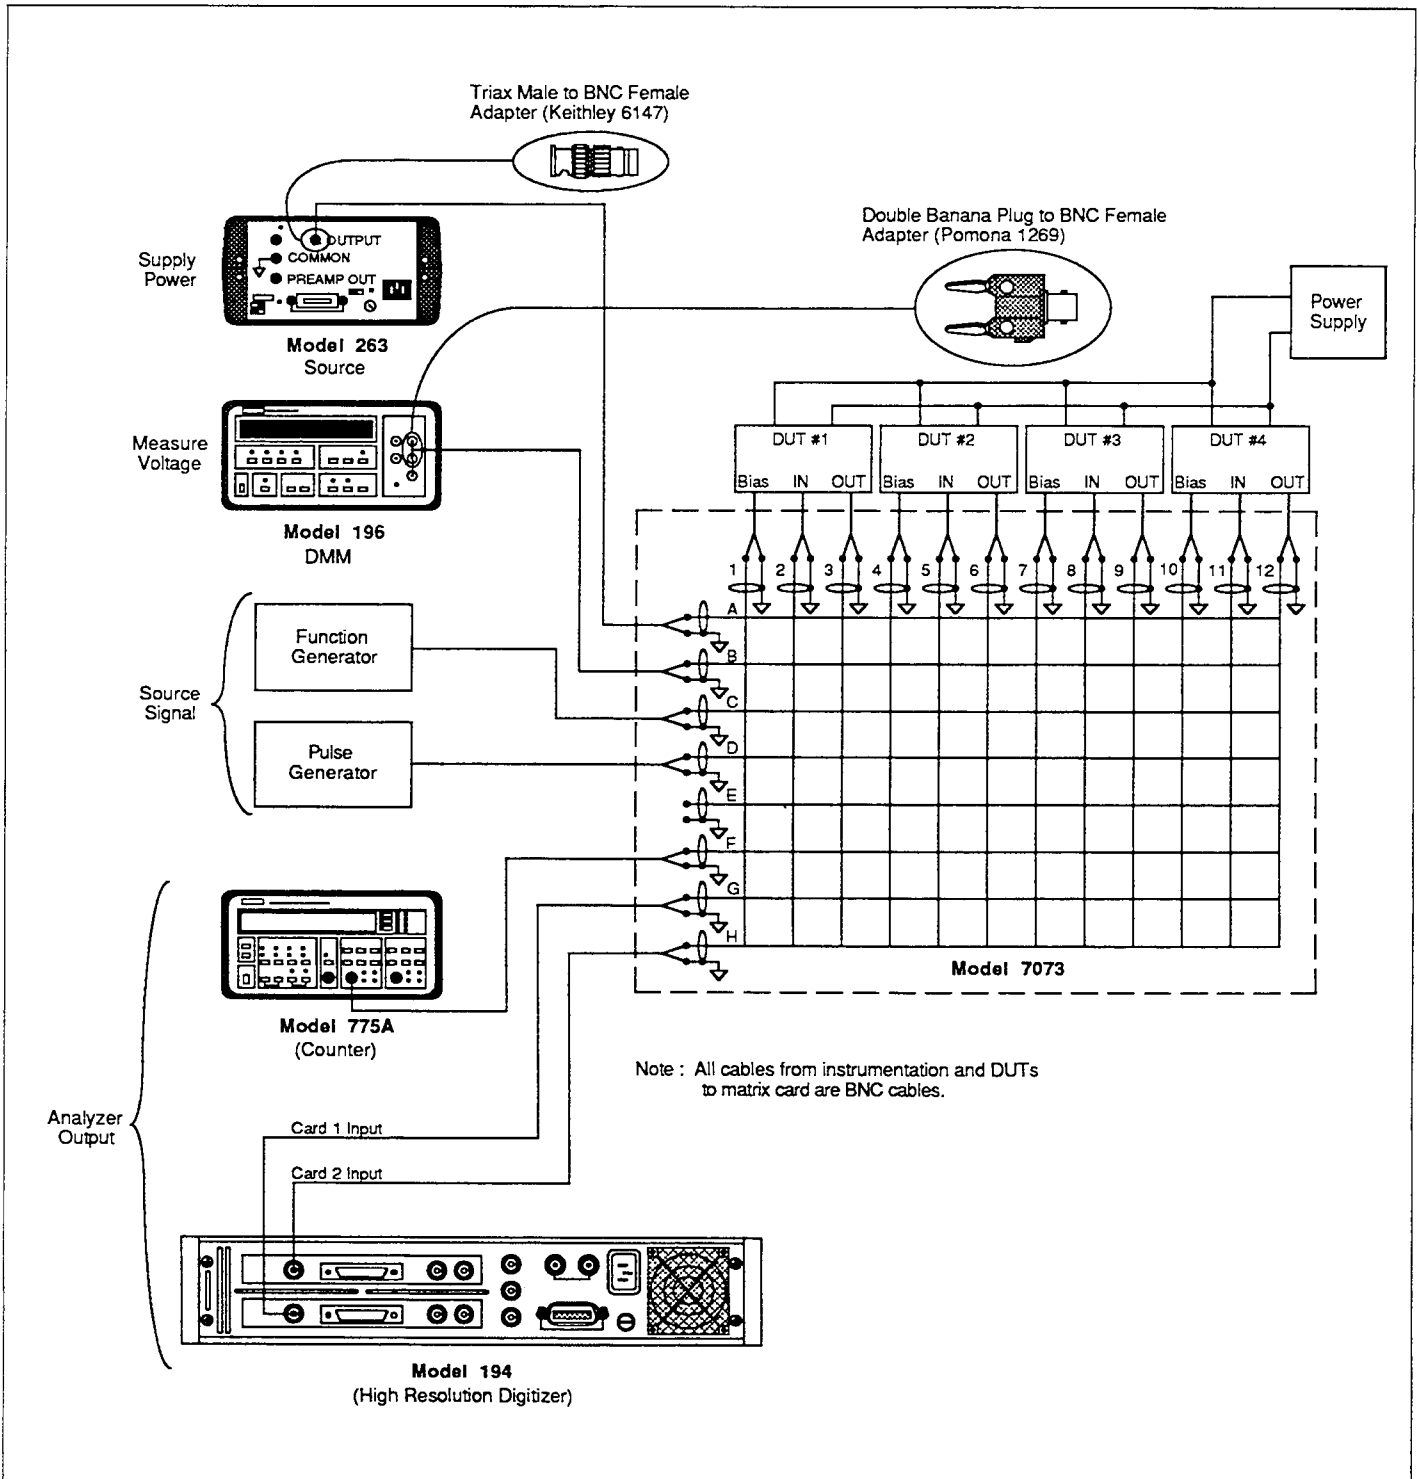 Triax Male to BNC Female
Adapter (Keithley 6147)
Double Banana Plug to BNC Female
Adapter (Pomona 1269)
Supply
Power
OUTPUT
COMMON
PREAMP OUT
Model 263
Source
Power
Supply
Measure
Voltage
Model 196
DMM
DUT #1
DUT #2
DUT #3
DUT #4
Bias IN OUT
Bias IN OUT
Bias IN OUT
Bias IN OUT
1 2 3 4 5 6 7 8 9 10 11 12
A
B
C
D
E
F
G
H
Source
Signal
Function
Generator
Pulse
Generator
Model 7073
Model 775A
(Counter)
Note : All cables from instrumentation and DUTs
to matrix card are BNC cables.
Analyzer
Output
Card 1 Input
Card 2 Input
Model 194
(High Resolution Digitizer)